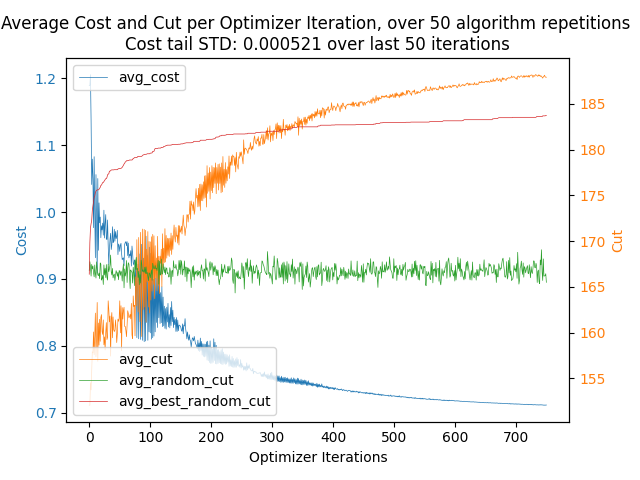 Average Cost and Cut per Optimizer Iteration, over 50 algorithm repetitions
Cost tail STD: 0.000521 over last 50 iterations
avg_cost
1.2
1.1
1.0
0.9
0.8
0.7
Cost
185
180
175
170
165
160
155
Cut
avg_cut
avg_random_cut
avg_best_random_cut
0 100 200 300 400 500 600 700
Optimizer Iterations